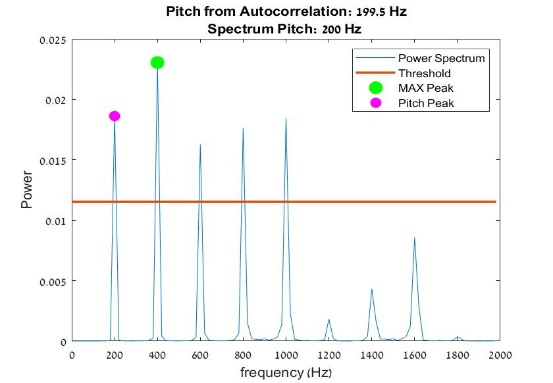 Pitch from Autocorrelation: 199.5 Hz
Spectrum Pitch: 200 Hz
Power Spectrum
Threshold
MAX Peak
Pitch Peak
0.025
0.02
0.015
0.01
0.005
0
Power
0 200 400 600 800 1000 1200 1400 1600 1800 2000
frequency (Hz)